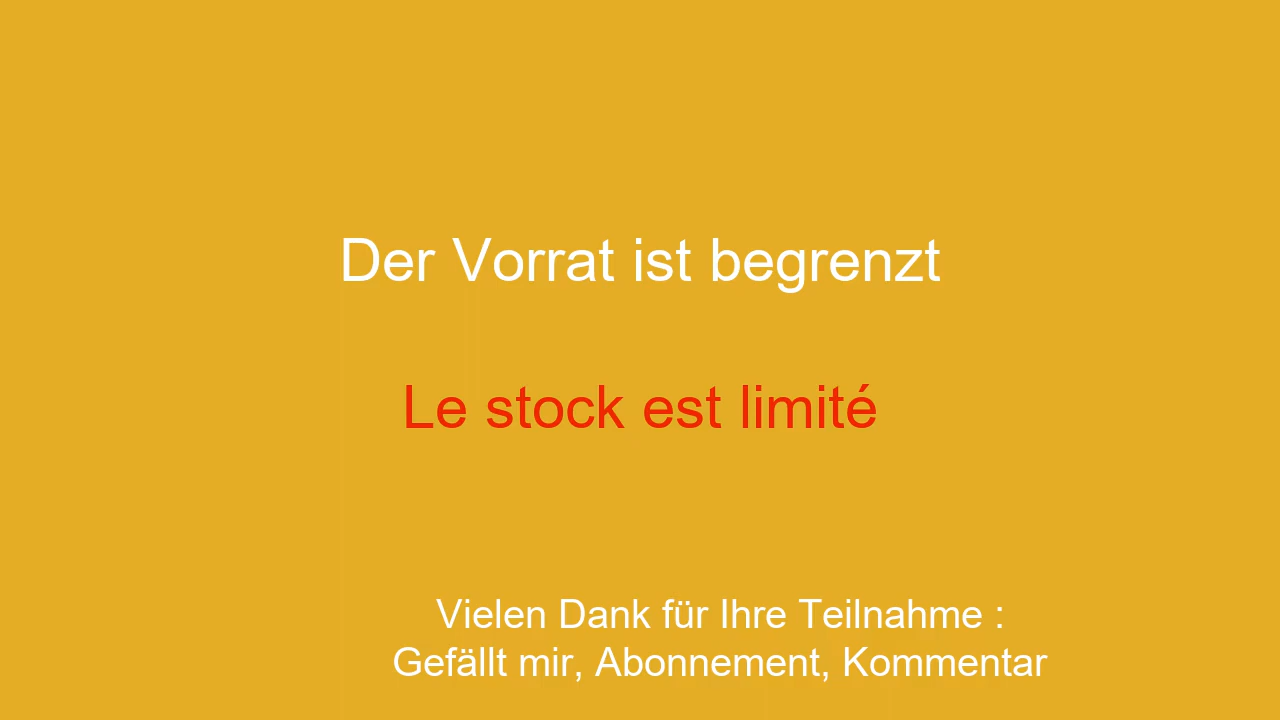 Der Vorrat ist begrenzt
Le stock est limité
Vielen Dank für Ihre Teilnahme :
Gefällt mir, Abonnement, Kommentar